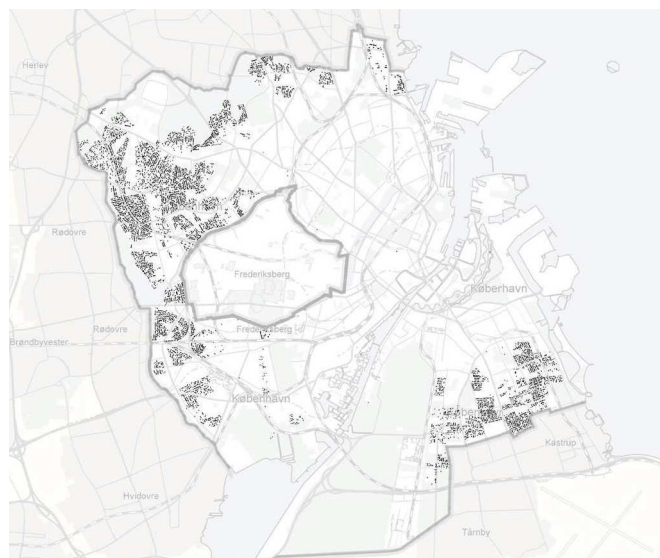 Herlev
Rødovre
Frederiksberg
København
Rødovre
Frederiksberg
Brøndbyvester
København
Kastrup
Hvidovre
Tårnby